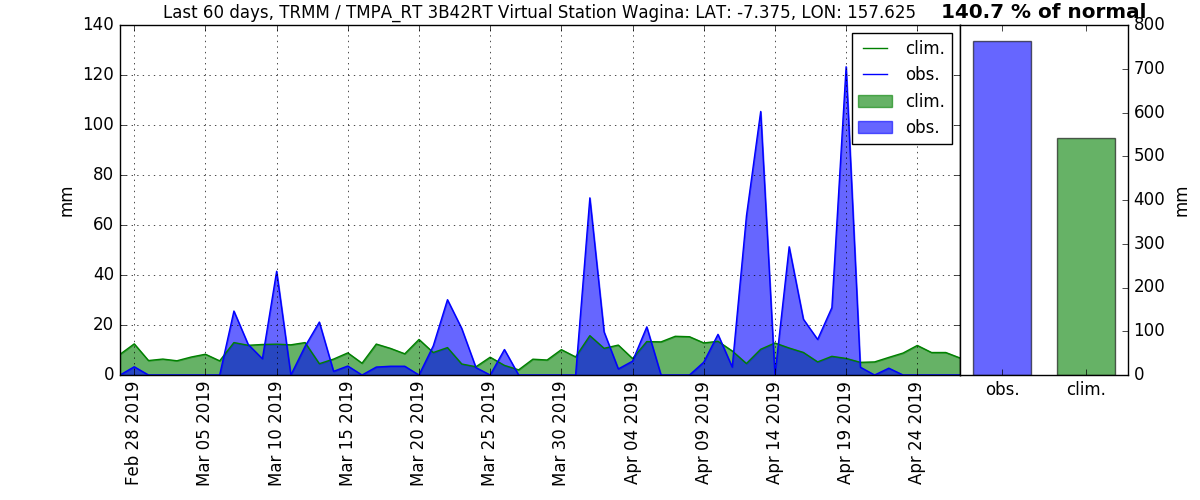 Last 60 days, TRMM / TMPA_RT 3B42RT Virtual Station Wagina: LAT: -7.375, LON: 157.625
140.7 % of normal
140
120
100
80
60
40
20
0
mm
clim.
obs.
clim.
obs.
800
700
600
500
400
300
200
100
0
mm
Feb 28 2019
Mar 05 2019
Mar 10 2019
Mar 15 2019
Mar 20 2019
Mar 25 2019
Mar 30 2019
Apr 04 2019
Apr 09 2019
Apr 14 2019
Apr 19 2019
Apr 24 2019
obs.
clim.